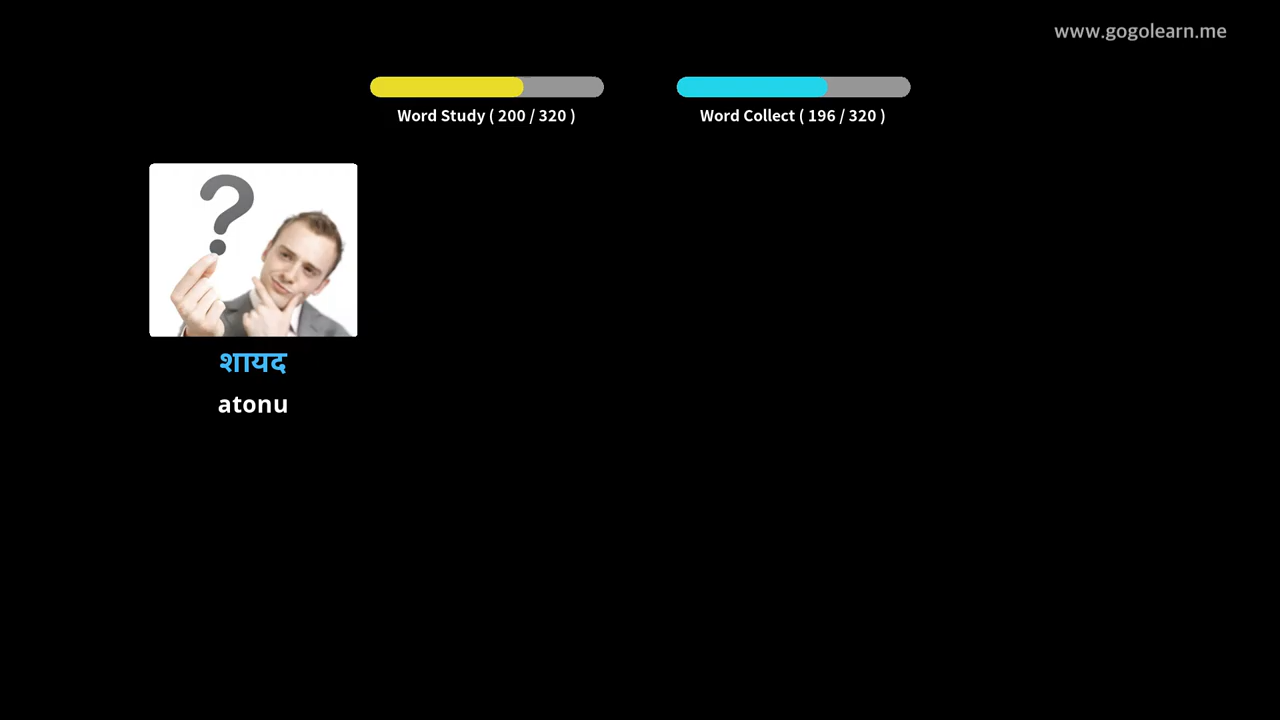 www.gogolearn.me
Word Study ( 200 / 320 )
Word Collect ( 196 / 320 )
?
शायद
atonu